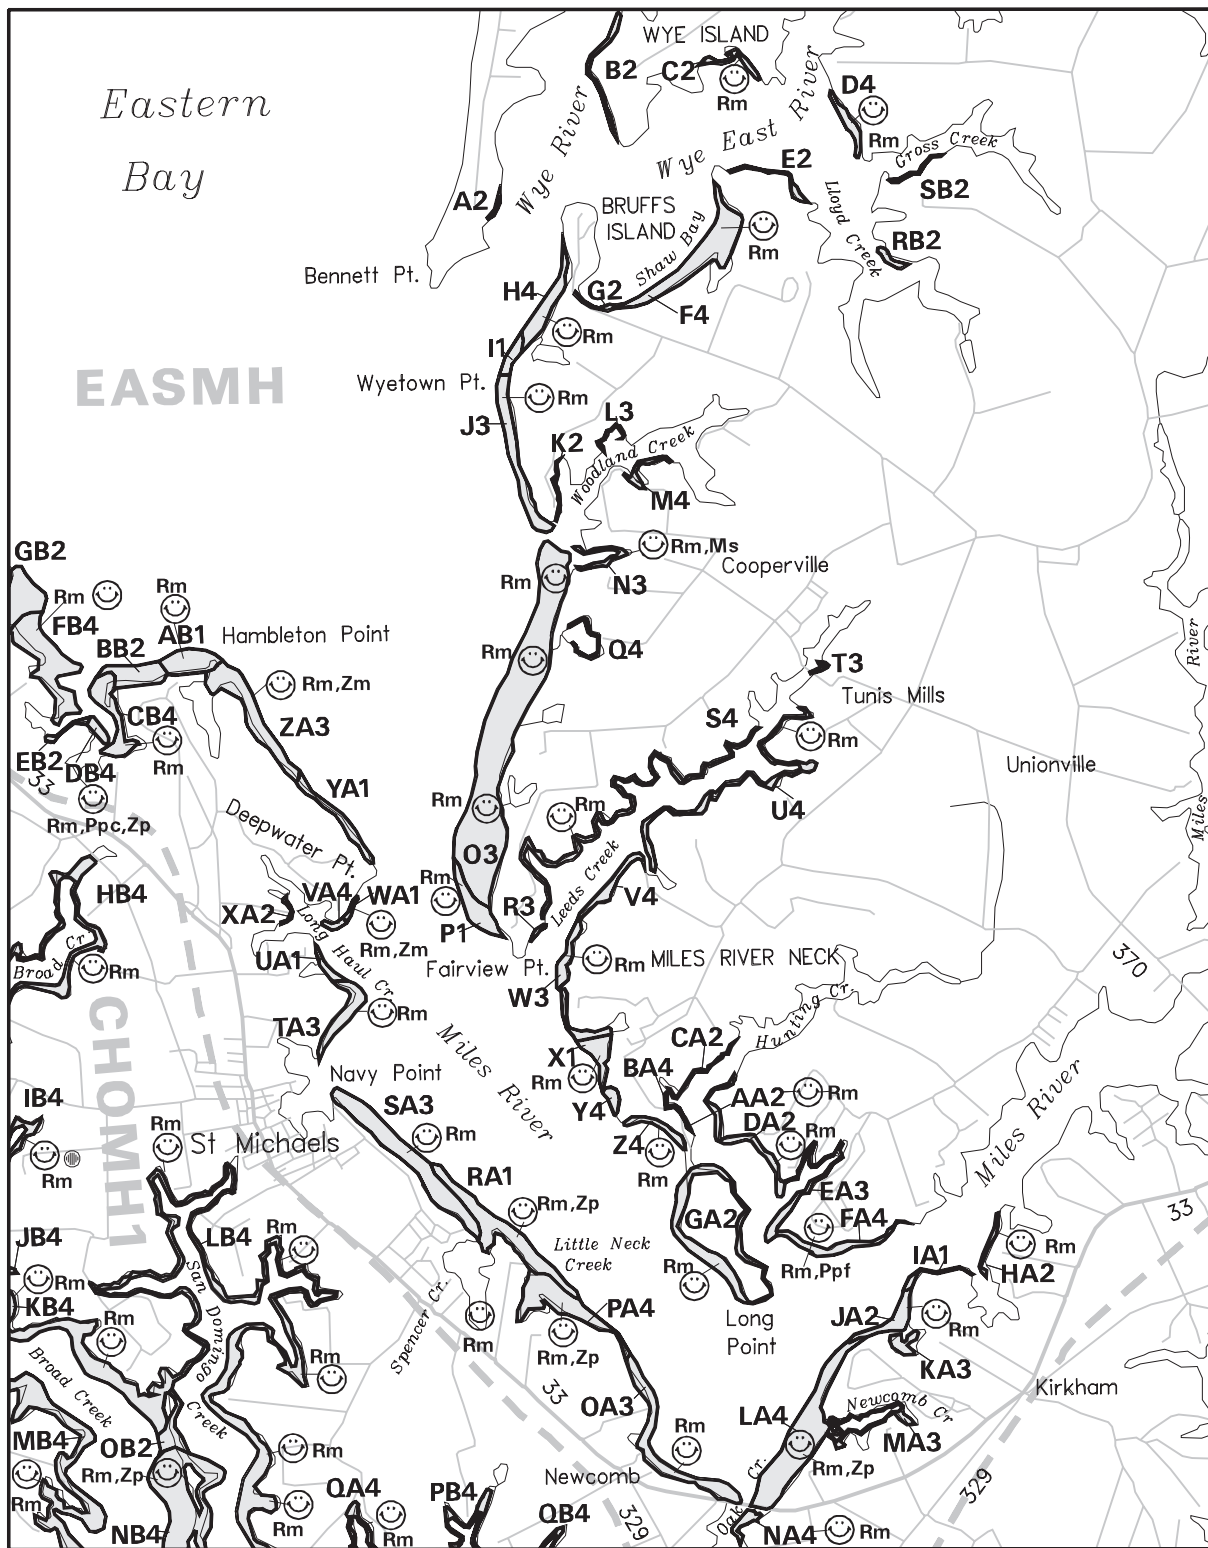 WYE ISLAND
B2
C2
Rm
D4
Rm
Eastern
Bay
Wye River
Wye East River
Gross Creek
E2
SB2
A2
BRUFFS
ISLAND
Shaw Bay
Rm
Lloyd Creek
RB2
Bennett Pt.
H4
G2
F4
Rm
I1
EASMH
Wyetown Pt.
Rm
J3
L3
K2
Woodland Creek
M4
GB2
Rm,Ms
Cooperville
Rm
N3
Rm
Rm
FB4
AB1
Hambleton Point
BB2
Rm
Q4
T3
River
Rm,Zm
Tunis Mills
CB4
ZA3
S4
Rm
Rm
EB2
DB4
33
Unionville
YA1
Rm
Rm
U4
Miles
Rm,Ppc,Zp
Deepwater Pt.
O3
Leeds Creek
HB4
Rm
VA4
WA1
V4
XA2
R3
Long Haul Cr.
P1
Rm,Zm
Broad Cr
Rm
UA1
Fairview Pt.
Rm
MILES RIVER NECK
370
W3
CHOMH1
TA3
Rm
Hunting Cr.
Miles River
CA2
X1
Navy Point
Rm
BA4
IB4
SA3
Y4
AA2
Rm
DA2
Rm
Rm
St Michaels
Rm
Z4
Miles River
Rm
Rm
RA1
EA3
Rm,Zp
GA2
FA4
33
JB4
LB4
Rm
Little Neck
Creek
IA1
Rm
Rm
Rm
Rm,Ppf
HA2
KB4
San Domingo
Creek
Spencer Cr.
PA4
Long
Point
JA2
Rm
Rm
Rm
Rm,Zp
KA3
Broad Creek
Rm
33
OA3
Kirkham
Newcomb Cr
LA4
MB4
OB2
Rm
Rm
MA3
Rm,Zp
Rm,Zp
Rm
QA4
PB4
Newcomb
Oak Cr.
329
Rm
Rm
QB4
329
NB4
NA4
Rm